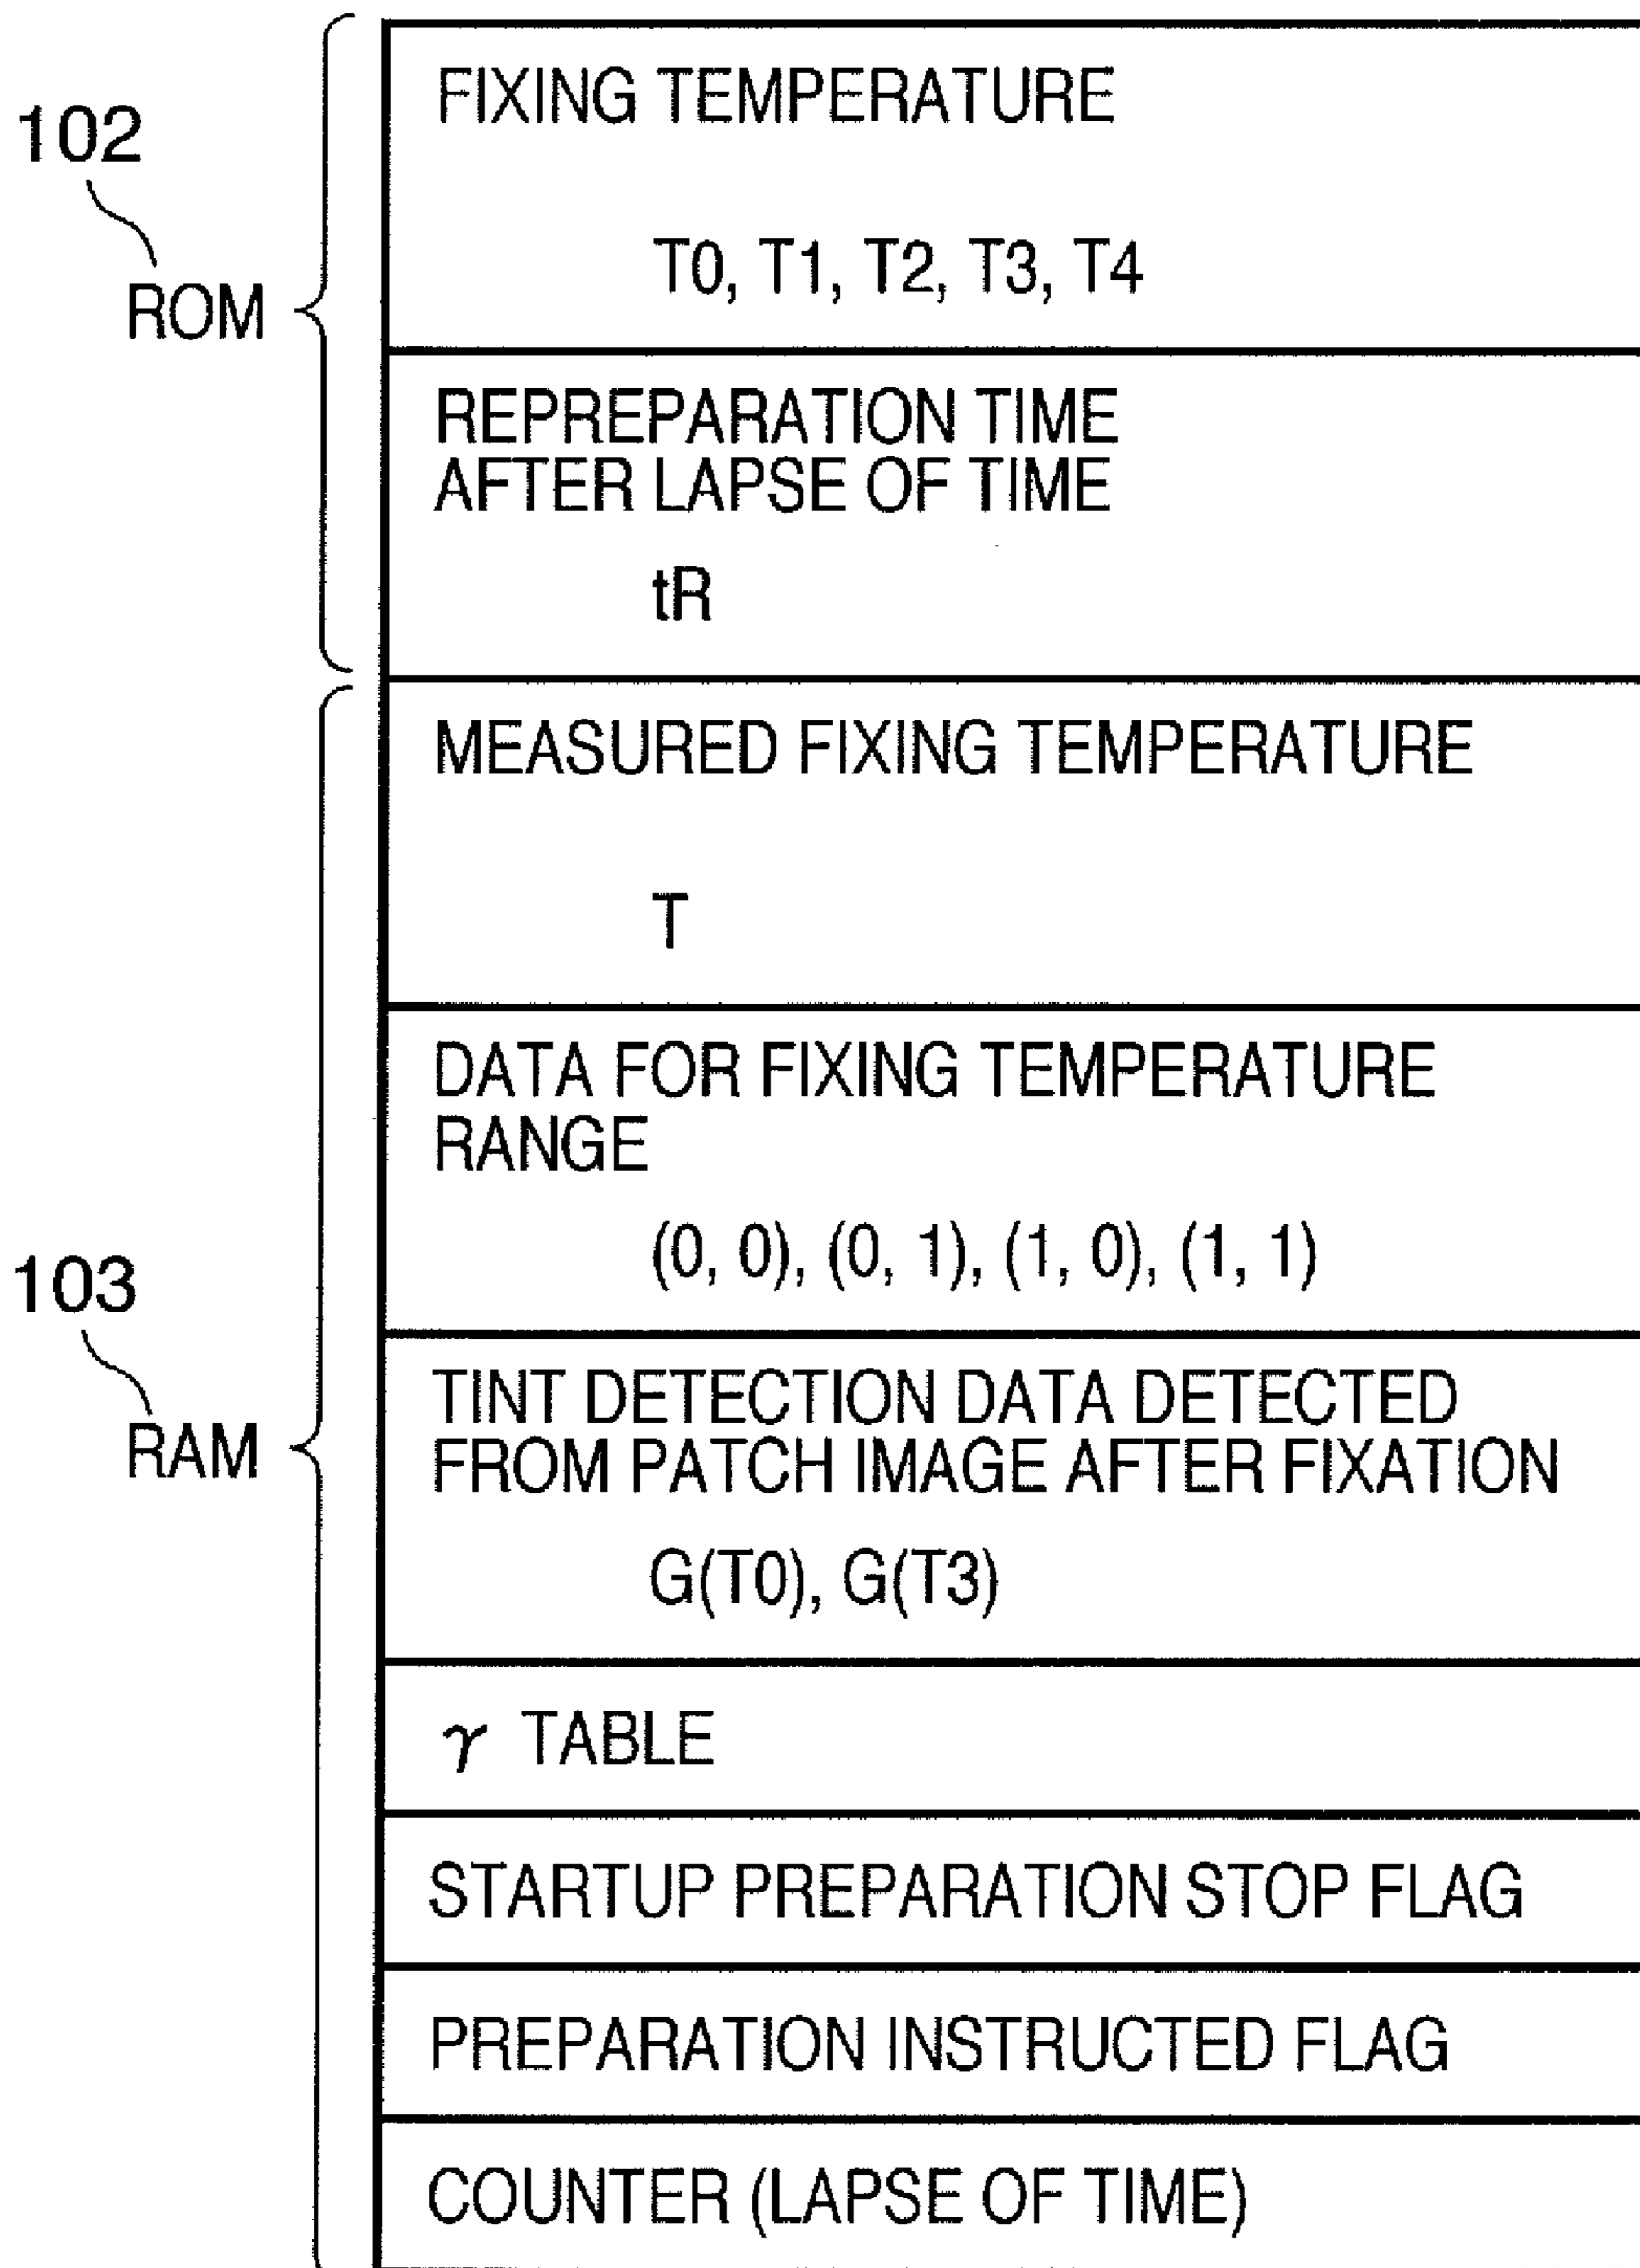 102
ROM
FIXING TEMPERATURE
T0, T1, T2, T3, T4
REPREPARATION TIME
AFTER LAPSE OF TIME
tR
103
RAM
MEASURED FIXING TEMPERATURE
T
DATA FOR FIXING TEMPERATURE
RANGE
(0, 0), (0, 1), (1, 0), (1, 1)
TINT DETECTION DATA DETECTED
FROM PATCH IMAGE AFTER FIXATION
G(T0), G(T3)
γ TABLE
STARTUP PREPARATION STOP FLAG
PREPARATION INSTRUCTED FLAG
COUNTER (LAPSE OF TIME)